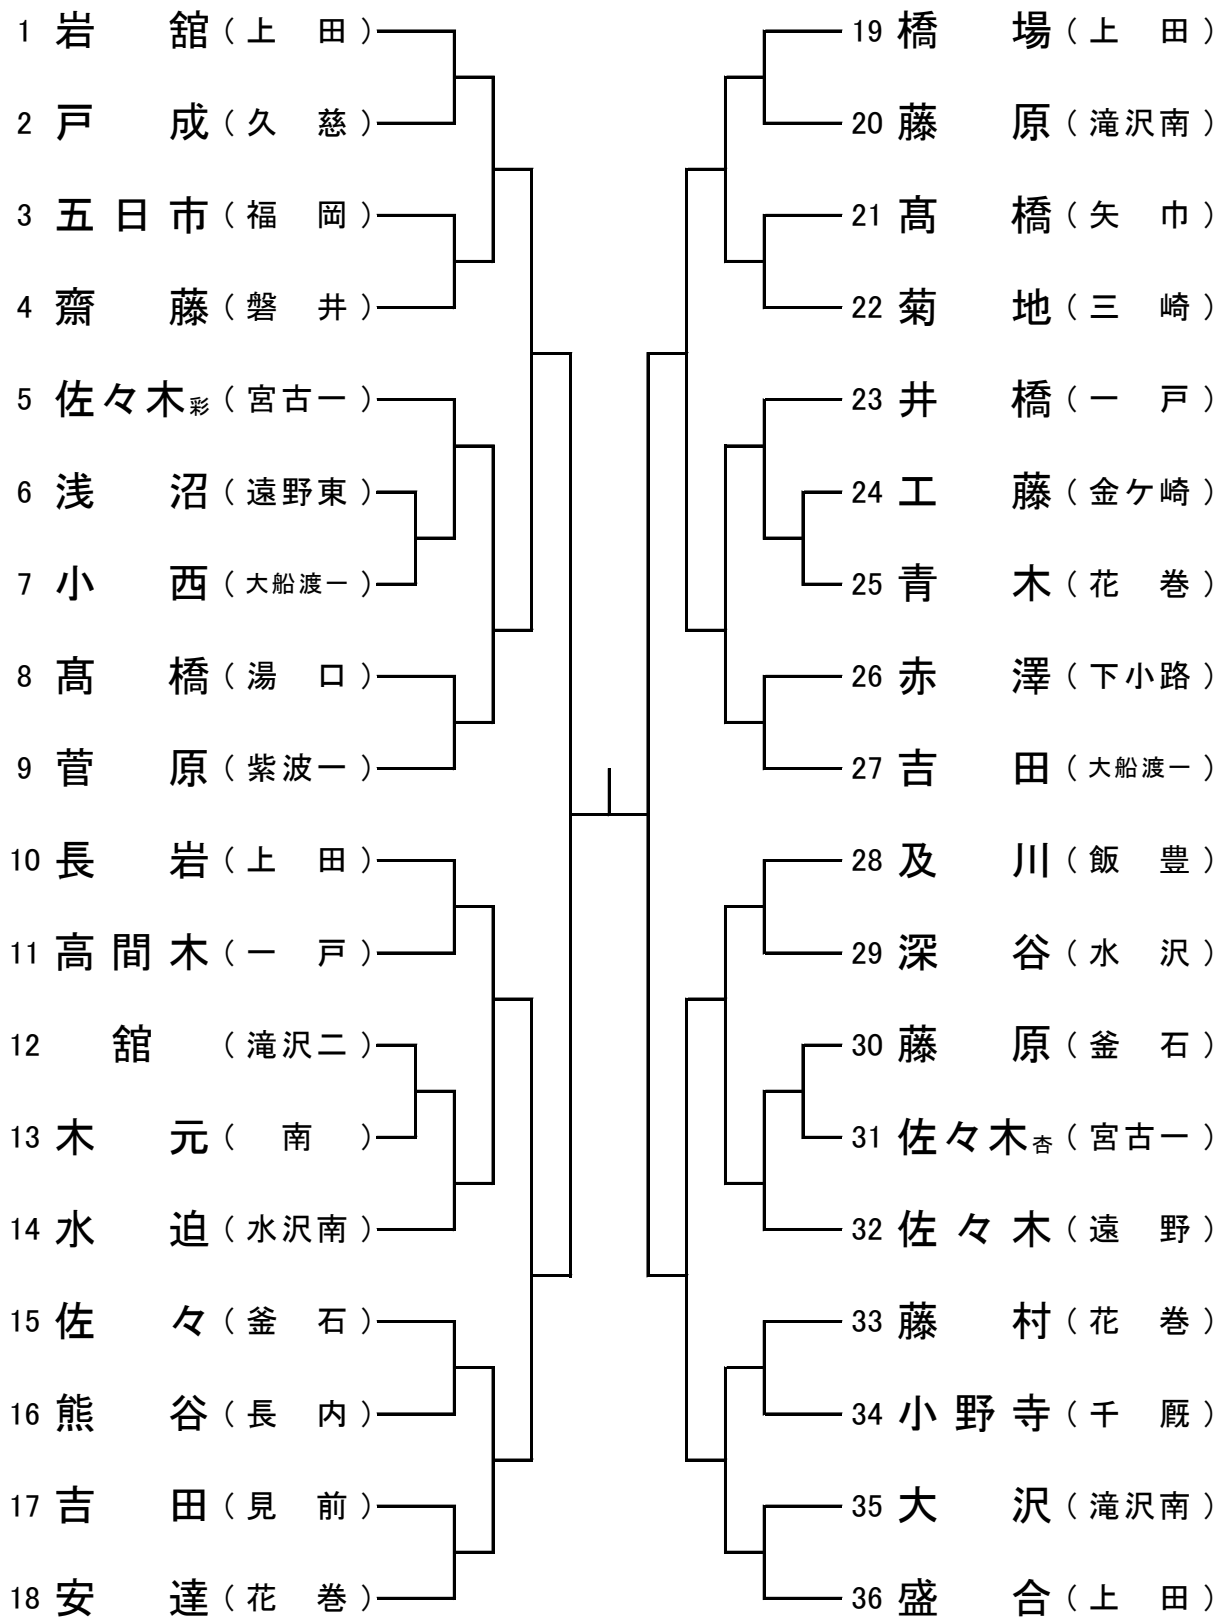 1 岩舘(上田)
2 戸成(久慈)
3 五日市(福岡)
4 齋藤(磐井)
5 佐々木彩(宮古一)
6 浅沼(遠野東)
7 小西(大船渡一)
8 髙橋(湯口)
9 菅原(紫波一)
10 長岩(上田)
11 高間木(一戸)
12 舘(滝沢二)
13 木元(南)
14 水迫(水沢南)
15 佐々(釜石)
16 熊谷(長内)
17 吉田(見前)
18 安達(花巻)
19 橋場(上田)
20 藤原(滝沢南)
21 髙橋(矢巾)
22 菊地(三崎)
23 井橋(一戸)
24 工藤(金ケ崎)
25 青木(花巻)
26 赤澤(下小路)
27 吉田(大船渡一)
28 及川(飯豊)
29 深谷(水沢)
30 藤原(釜石)
31 佐々木杏(宮古一)
32 佐々木(遠野)
33 藤村(花巻)
34 小野寺(千厩)
35 大沢(滝沢南)
36 盛合(上田)